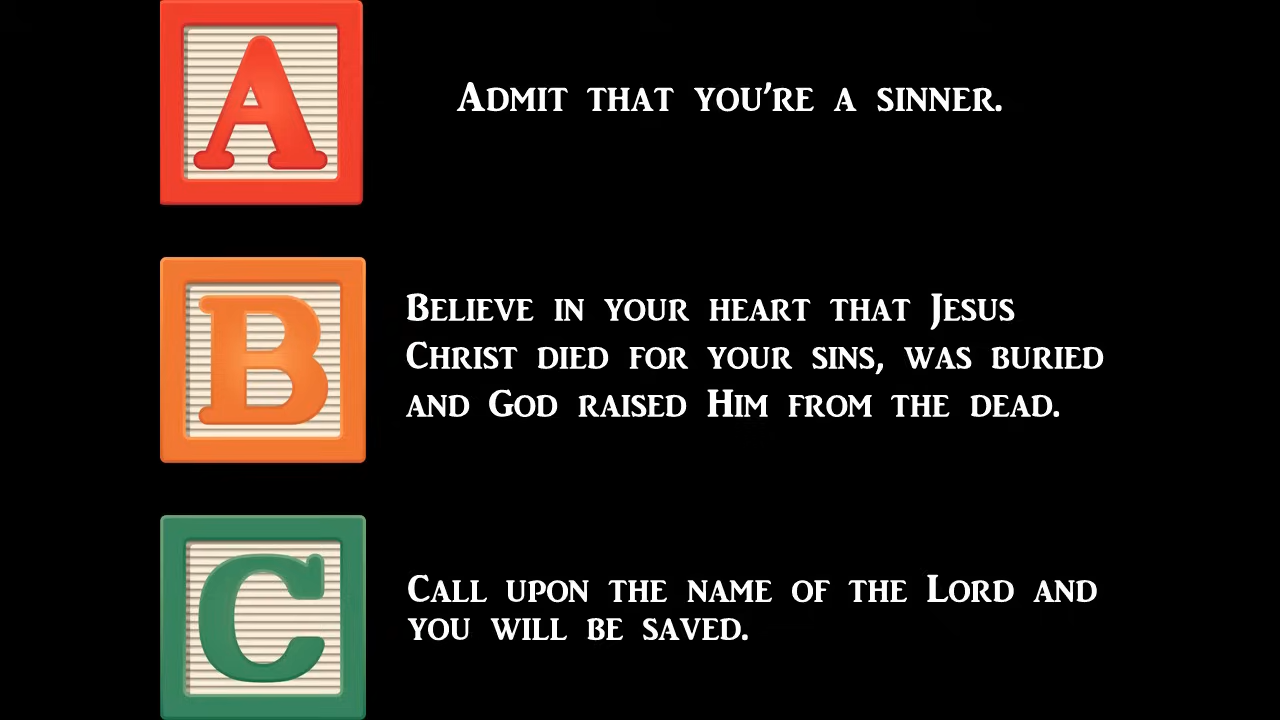 A
Admit that you're a sinner.
B
Believe in your heart that Jesus
Christ died for your sins, was buried
and God raised Him from the dead.
C
Call upon the name of the Lord and
you will be saved.